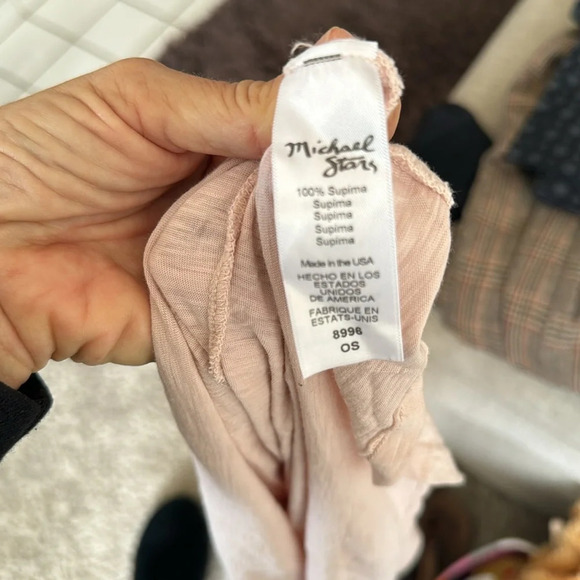 Michael
Stars
100% Supima
Supima
Supima
Supima
Supima
Made in the USA
HECHO EN LOS
ESTADOS
UNIDOS
DE AMERICA
FABRIQUE EN
ESTATS-UNIS
8996
OS